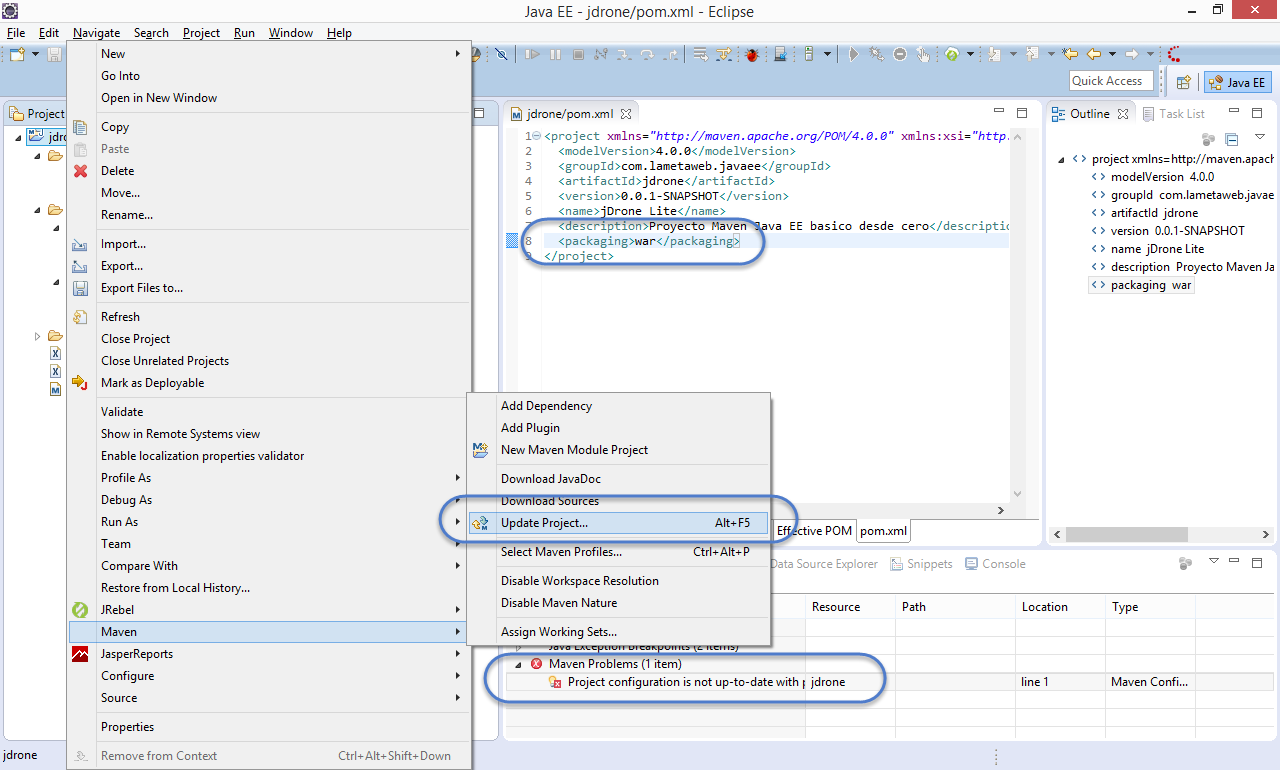 Java EE - jdrone/pom.xml - Eclipse
File Edit Navigate Search Project Run Window Help
Quick Access
Java EE
Project
jdro
New
Go Into
Open in New Window
Copy
Paste
Delete
Move...
Rename...
Import...
Export...
Export Files to...
Refresh
Close Project
Close Unrelated Projects
Mark as Deployable
Validate
Show in Remote Systems view
Enable localization properties validator
Profile As
Debug As
Run As
Team
Compare With
Restore from Local History...
JRebel
Maven
JasperReports
Configure
Source
Properties
Remove from Context Ctrl+Alt+Shift+Down
Add Dependency
Add Plugin
New Maven Module Project
Download JavaDoc
Download Sources
Update Project... Alt+F5
Select Maven Profiles... Ctrl+Alt+P
Disable Workspace Resolution
Disable Maven Nature
Assign Working Sets...
jdrone/pom.xml
1 <project xmlns="http://maven.apache.org/POM/4.0.0" xmlns:xsi="http.
2 <modelVersion>4.0.0</modelVersion>
3 <groupId>com.lametaweb.javaee</groupId>
4 <artifactId>jdrone</artifactId>
5 <version>0.0.1-SNAPSHOT</version>
6 <name>jDrone Lite</name>
7 <description>Proyecto Maven Java EE basico desde cero</descriptic
8 <packaging>war</packaging>
9 </project>
Effective POM pom.xml
Outline Task List
project xmlns=http://maven.apach
modelVersion 4.0.0
groupId com.lametaweb.javaee
artifactId jdrone
version 0.0.1-SNAPSHOT
name jDrone Lite
description Proyecto Maven Ja
packaging war
Data Source Explorer Snippets Console
Resource Path Location Type
Java Exception Breakpoints (2 items)
Maven Problems (1 item)
Project configuration is not up-to-date with p jdrone line 1 Maven Confi...
jdrone